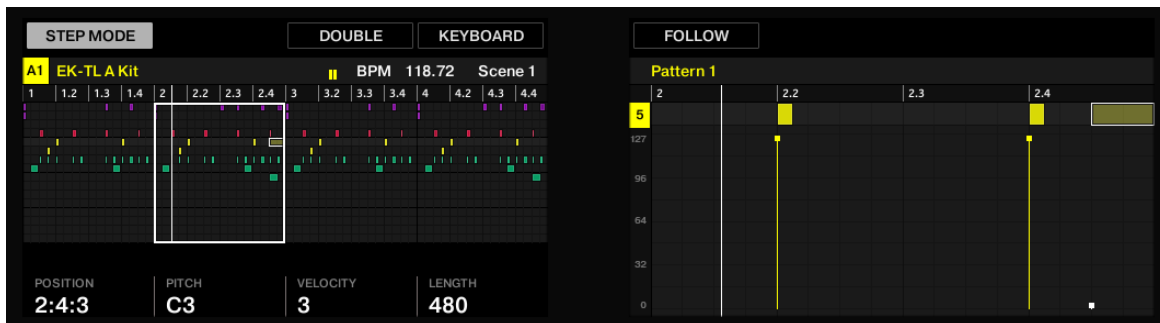 STEP MODE DOUBLE KEYBOARD
A1 EK-TL A Kit BPM 118.72 Scene 1
1 1.2 1.3 1.4 2 2.2 2.3 2.4 3 3.2 3.3 3.4 4 4.2 4.3 4.4
POSITION PITCH VELOCITY LENGTH
2:4:3 C3 3 480
FOLLOW
Pattern 1
2 2.2 2.3 2.4
5
127
96
64
32
0